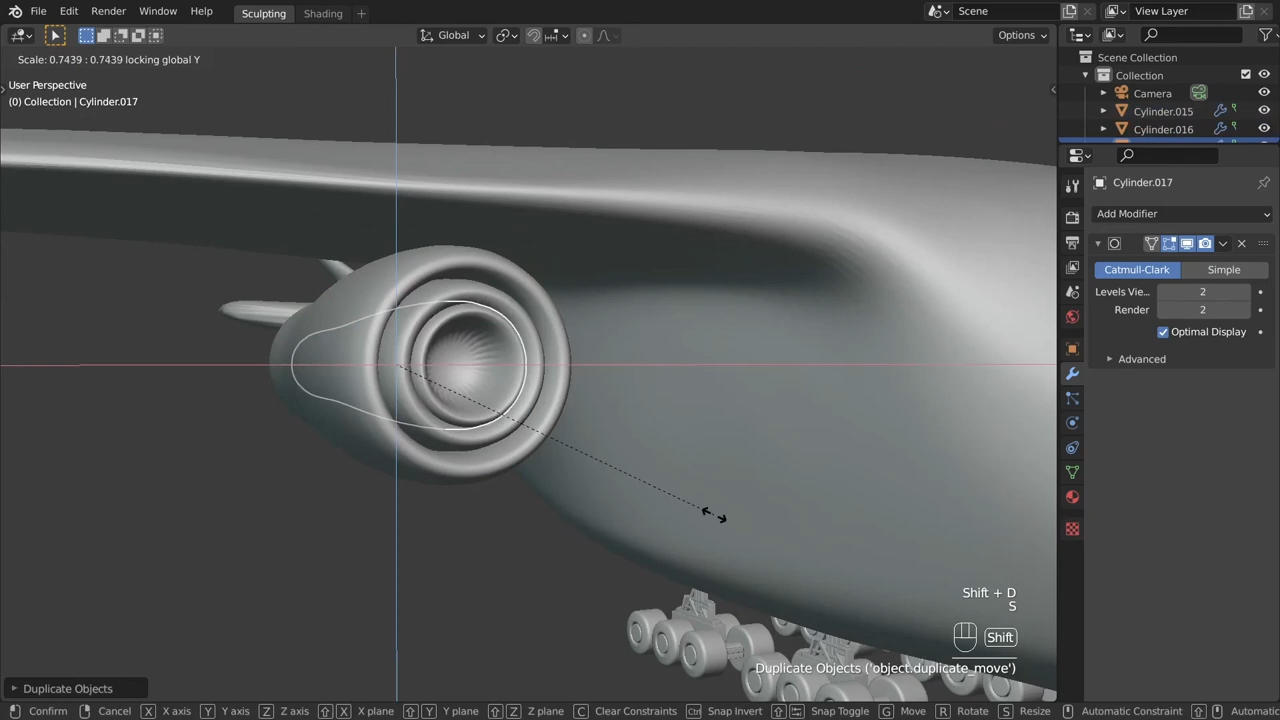 File Edit Render Window Help Sculpting Shading + Scene View Layer
Global Options
Scale: 0.7439 : 0.7439 locking global Y
Scene Collection
User Perspective
(0) Collection | Cylinder.017
Collection
Camera
Cylinder.015
Cylinder.016
Cylinder.017
Add Modifier
Catmull-Clark Simple
Levels Vie... 2
Render 2
Optimal Display
Advanced
Shift + D
S
Shift
Duplicate Objects ('object.duplicate_move')
Duplicate Objects
Confirm Cancel X X axis Y Y axis Z Z axis X X plane Y Y plane Z Z plane C Clear Constraints Ctrl Snap Invert Snap Toggle G Move R Rotate S Resize Automatic Constraint Automa